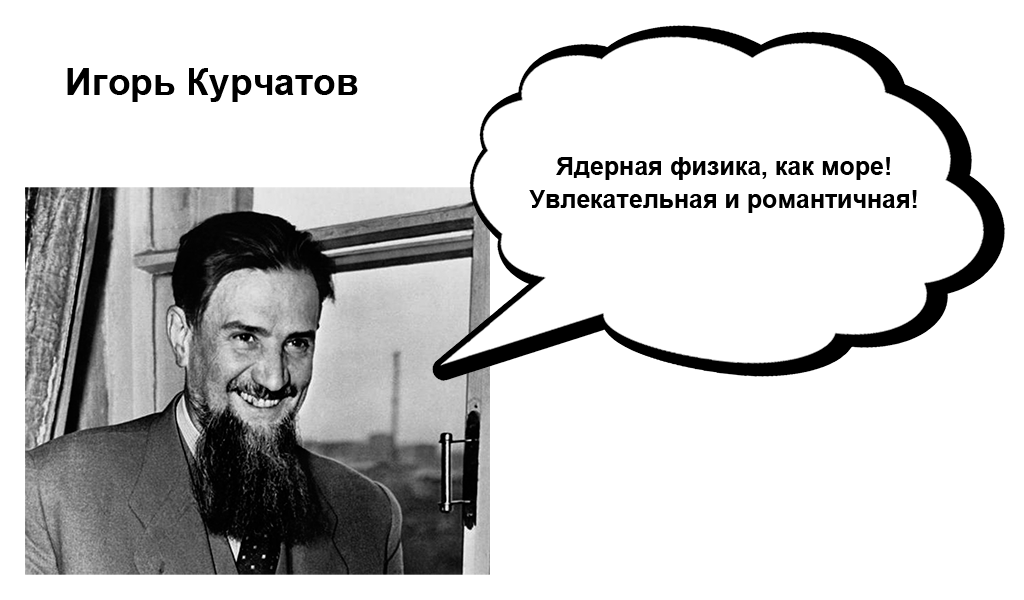 Игорь Курчатов
Ядерная физика, как море!
Увлекательная и романтичная!